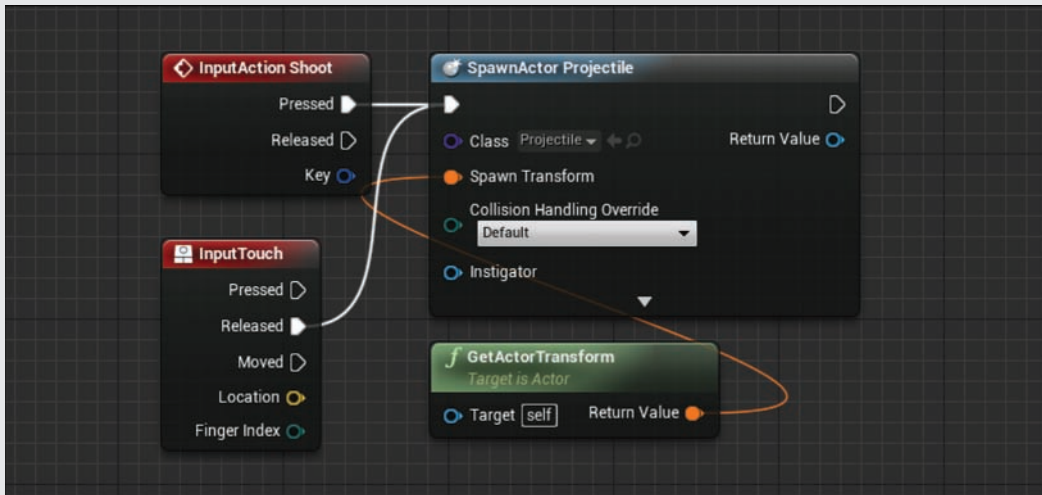 InputAction Shoot
Pressed
Released
Key
InputTouch
Pressed
Released
Moved
Location
Finger Index
SpawnActor Projectile
Class Projectile
Return Value
Spawn Transform
Collision Handling Override
Default
Instigator
f GetActorTransform
Target is Actor
Target self Return Value